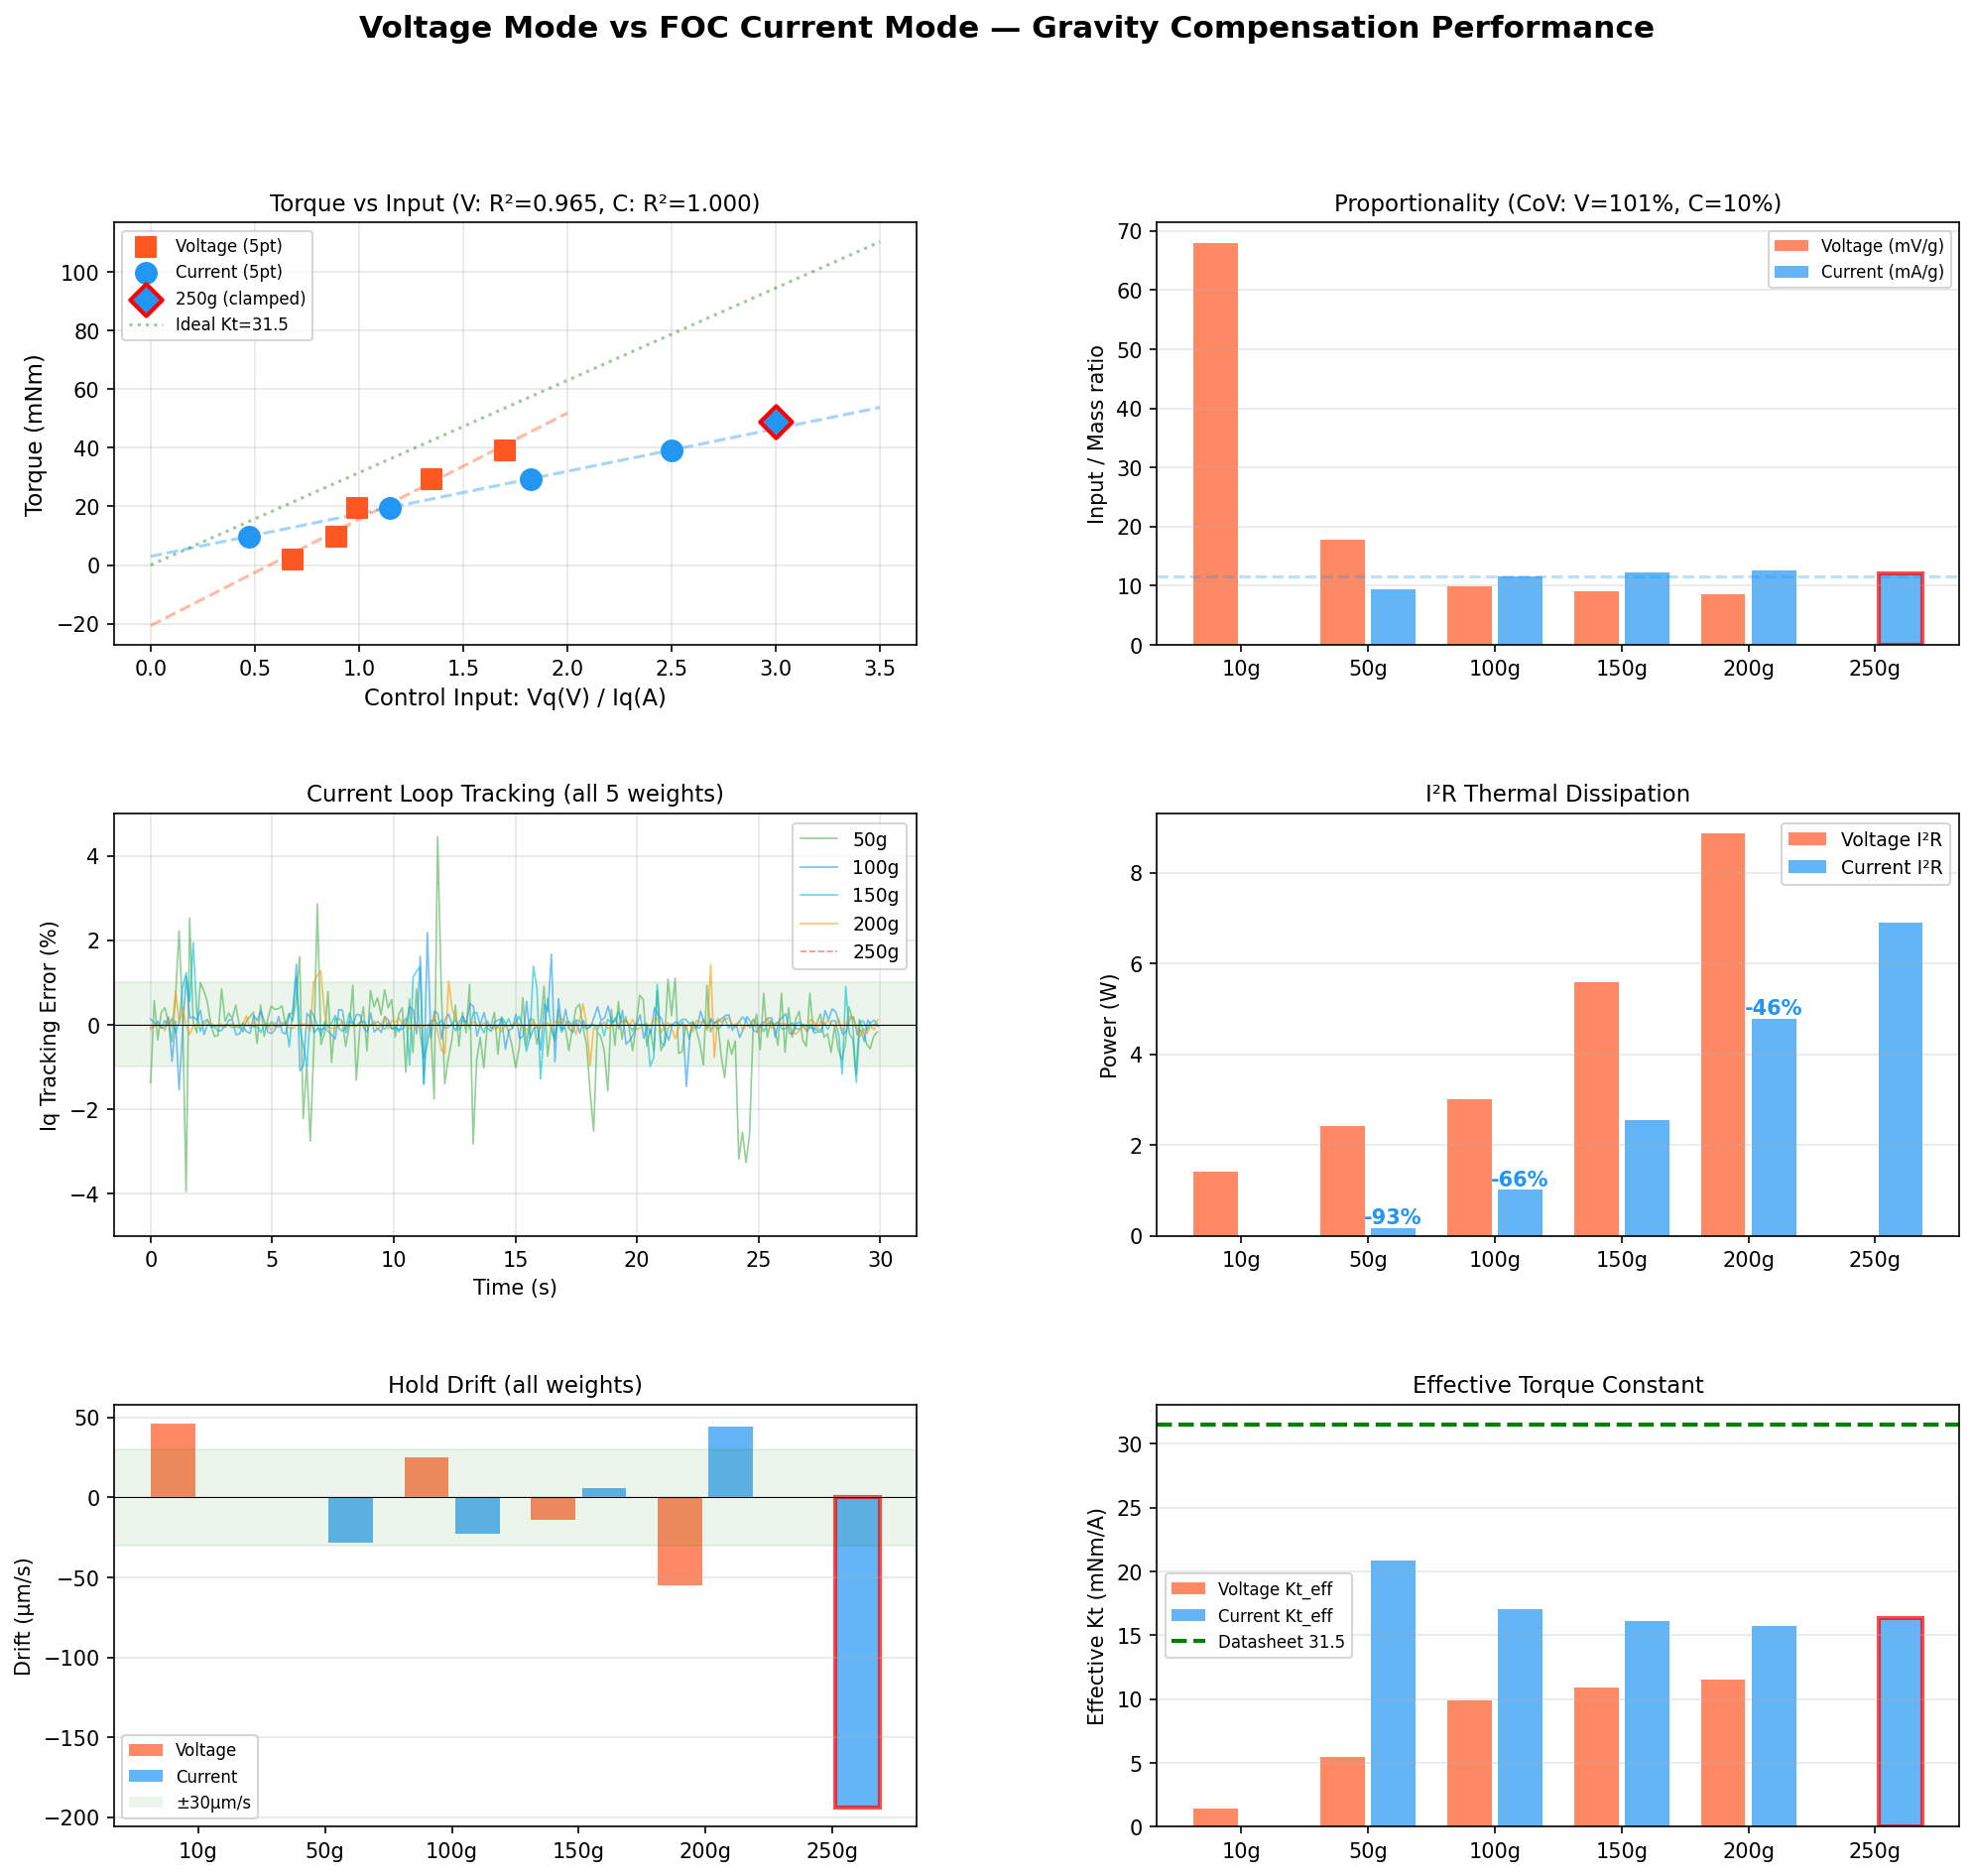 Voltage Mode vs FOC Current Mode — Gravity Compensation Performance
Torque vs Input (V: R²=0.965, C: R²=1.000)
Voltage (5pt)
Current (5pt)
250g (clamped)
Ideal Kt=31.5
Torque (mNm)
100
80
60
40
20
0
−20
0.0 0.5 1.0 1.5 2.0 2.5 3.0 3.5
Control Input: Vq(V) / Iq(A)
Proportionality (CoV: V=101%, C=10%)
Voltage (mV/g)
Current (mA/g)
Input / Mass ratio
70
60
50
40
30
20
10
0
10g 50g 100g 150g 200g 250g
Current Loop Tracking (all 5 weights)
50g
100g
150g
200g
250g
Iq Tracking Error (%)
4
2
0
−2
−4
0 5 10 15 20 25 30
Time (s)
I²R Thermal Dissipation
Voltage I²R
Current I²R
Power (W)
8
6
4
2
0
-93%
-66%
-46%
10g 50g 100g 150g 200g 250g
Hold Drift (all weights)
Drift (μm/s)
50
0
−50
−100
−150
−200
Voltage
Current
±30μm/s
10g 50g 100g 150g 200g 250g
Effective Torque Constant
Effective Kt (mNm/A)
30
25
20
15
10
5
0
Voltage Kt_eff
Current Kt_eff
Datasheet 31.5
10g 50g 100g 150g 200g 250g